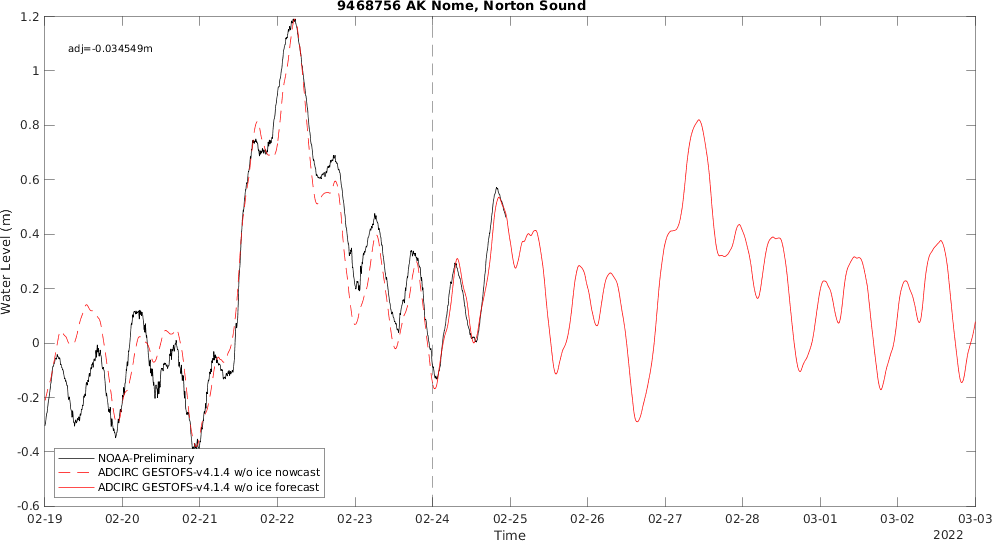 9468756 AK Nome, Norton Sound
adj=-0.034549m
1.2
1
0.8
0.6
0.4
0.2
0
-0.2
-0.4
-0.6
Water Level (m)
NOAA-Preliminary
ADCIRC GESTOFS-v4.1.4 w/o ice nowcast
ADCIRC GESTOFS-v4.1.4 w/o ice forecast
02-19 02-20 02-21 02-22 02-23 02-24 02-25 02-26 02-27 02-28 03-01 03-02 03-03
Time
2022